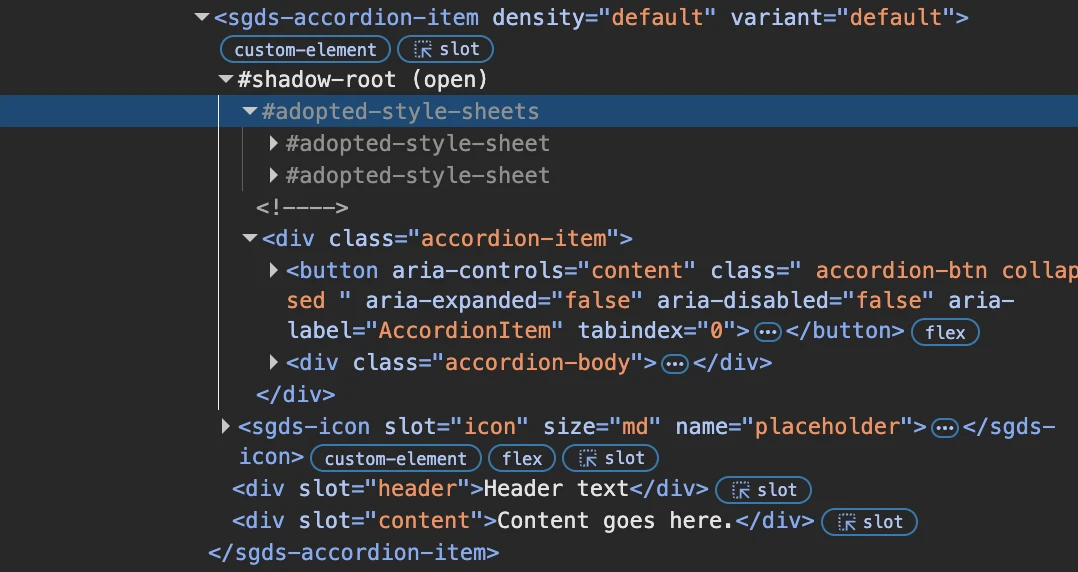 <sgds-accordion-item density="default" variant="default">
custom-element slot
#shadow-root (open)
#adopted-style-sheets
#adopted-style-sheet
#adopted-style-sheet
<!---->
<div class="accordion-item">
<button aria-controls="content" class=" accordion-btn collap
sed " aria-expanded="false" aria-disabled="false" aria-
label="AccordionItem" tabindex="0">…</button> flex
<div class="accordion-body">…</div>
</div>
<sgds-icon slot="icon" size="md" name="placeholder">…</sgds-
icon> custom-element flex slot
<div slot="header">Header text</div> slot
<div slot="content">Content goes here.</div> slot
</sgds-accordion-item>